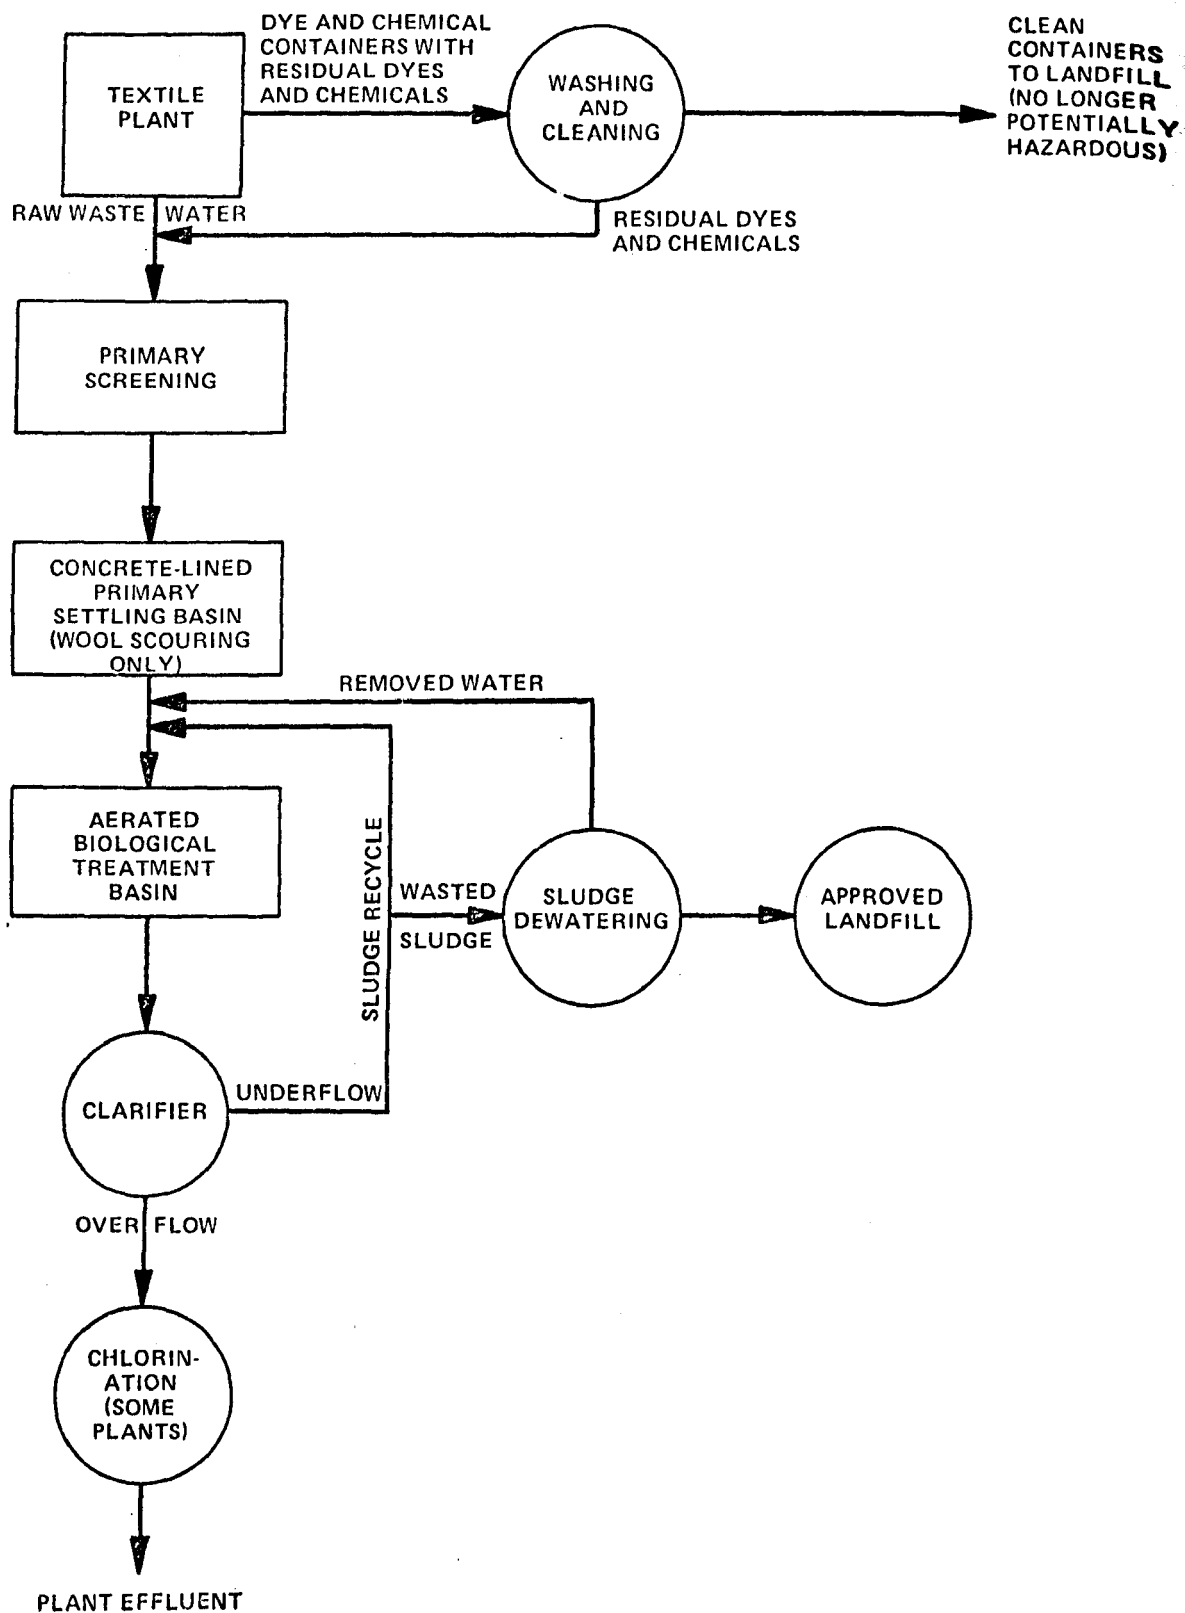 DYE AND CHEMICAL
CONTAINERS WITH
RESIDUAL DYES
AND CHEMICALS
TEXTILE
PLANT
WASHING
AND
CLEANING
CLEAN
CONTAINERS
TO LANDFILL
(NO LONGER
POTENTIALLY
HAZARDOUS)
RAW WASTE WATER
RESIDUAL DYES
AND CHEMICALS
PRIMARY
SCREENING
CONCRETE-LINED
PRIMARY
SETTLING BASIN
(WOOL SCOURING
ONLY)
REMOVED WATER
AERATED
BIOLOGICAL
TREATMENT
BASIN
SLUDGE RECYCLE
WASTED
SLUDGE
SLUDGE
DEWATERING
APPROVED
LANDFILL
CLARIFIER
UNDERFLOW
OVER FLOW
CHLORIN-
ATION
(SOME
PLANTS)
PLANT EFFLUENT